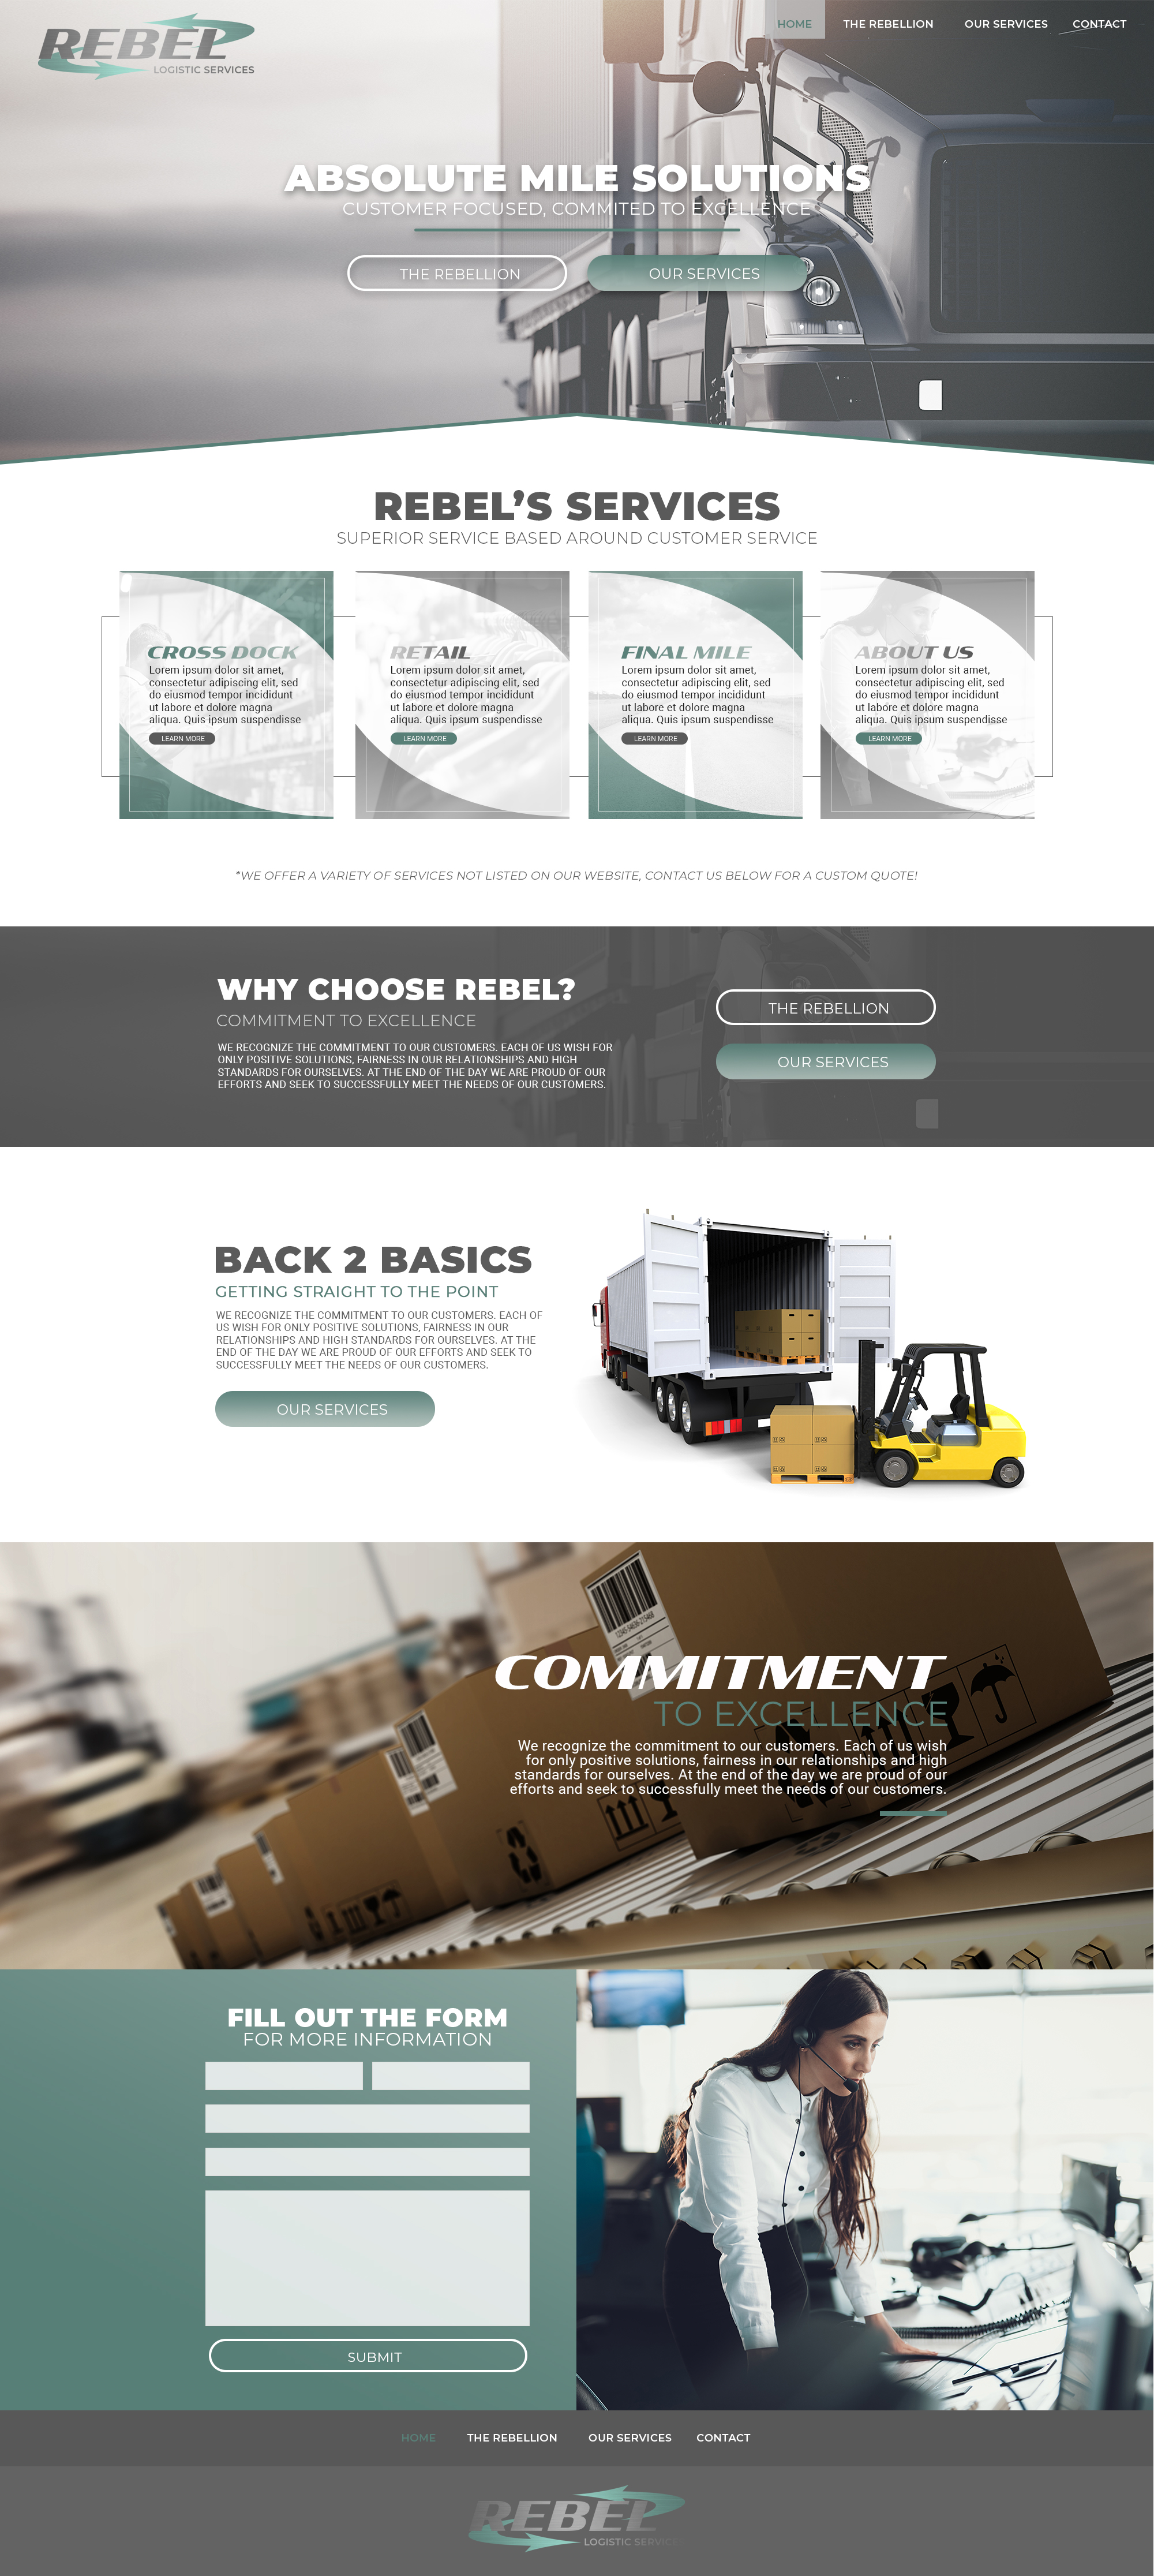 REBEL
LOGISTIC SERVICES
HOME
THE REBELLION
OUR SERVICES
CONTACT
ABSOLUTE MILE SOLUTIONS
CUSTOMER FOCUSED, COMMITED TO EXCELLENCE
THE REBELLION
OUR SERVICES
REBEL’S SERVICES
SUPERIOR SERVICE BASED AROUND CUSTOMER SERVICE
CROSS DOCK
Lorem ipsum dolor sit amet,
consectetur adipiscing elit, sed
do eiusmod tempor incididunt
ut labore et dolore magna
aliqua. Quis ipsum suspendisse
LEARN MORE
RETAIL
Lorem ipsum dolor sit amet,
consectetur adipiscing elit, sed
do eiusmod tempor incididunt
ut labore et dolore magna
aliqua. Quis ipsum suspendisse
LEARN MORE
FINAL MILE
Lorem ipsum dolor sit amet,
consectetur adipiscing elit, sed
do eiusmod tempor incididunt
ut labore et dolore magna
aliqua. Quis ipsum suspendisse
LEARN MORE
ABOUT US
Lorem ipsum dolor sit amet,
consectetur adipiscing elit, sed
do eiusmod tempor incididunt
ut labore et dolore magna
aliqua. Quis ipsum suspendisse
LEARN MORE
*WE OFFER A VARIETY OF SERVICES NOT LISTED ON OUR WEBSITE, CONTACT US BELOW FOR A CUSTOM QUOTE!
WHY CHOOSE REBEL?
COMMITMENT TO EXCELLENCE
WE RECOGNIZE THE COMMITMENT TO OUR CUSTOMERS. EACH OF US WISH FOR
ONLY POSITIVE SOLUTIONS, FAIRNESS IN OUR RELATIONSHIPS AND HIGH
STANDARDS FOR OURSELVES. AT THE END OF THE DAY WE ARE PROUD OF OUR
EFFORTS AND SEEK TO SUCCESSFULLY MEET THE NEEDS OF OUR CUSTOMERS.
THE REBELLION
OUR SERVICES
BACK 2 BASICS
GETTING STRAIGHT TO THE POINT
WE RECOGNIZE THE COMMITMENT TO OUR CUSTOMERS. EACH OF
US WISH FOR ONLY POSITIVE SOLUTIONS, FAIRNESS IN OUR
RELATIONSHIPS AND HIGH STANDARDS FOR OURSELVES. AT THE
END OF THE DAY WE ARE PROUD OF OUR EFFORTS AND SEEK TO
SUCCESSFULLY MEET THE NEEDS OF OUR CUSTOMERS.
OUR SERVICES
COMMITMENT
TO EXCELLENCE
We recognize the commitment to our customers. Each of us wish
for only positive solutions, fairness in our relationships and high
standards for ourselves. At the end of the day we are proud of our
efforts and seek to successfully meet the needs of our customers.
FILL OUT THE FORM
FOR MORE INFORMATION
SUBMIT
HOME
THE REBELLION
OUR SERVICES
CONTACT
REBEL
LOGISTIC SERVICES